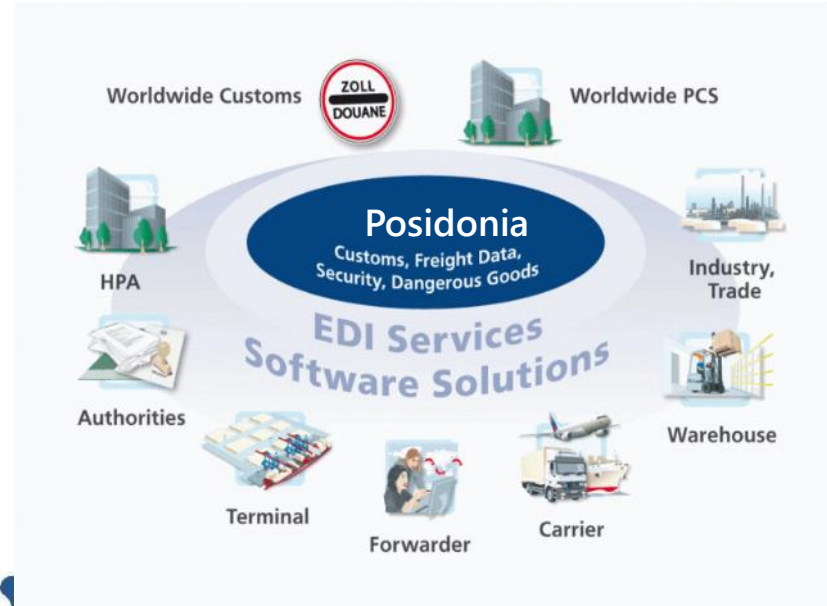 Worldwide Customs
ZOLL
DOUANE
Worldwide PCS
HPA
Posidonia
Customs, Freight Data,
Security, Dangerous Goods
Industry,
Trade
EDI Services
Software Solutions
Authorities
Warehouse
Terminal
Forwarder
Carrier